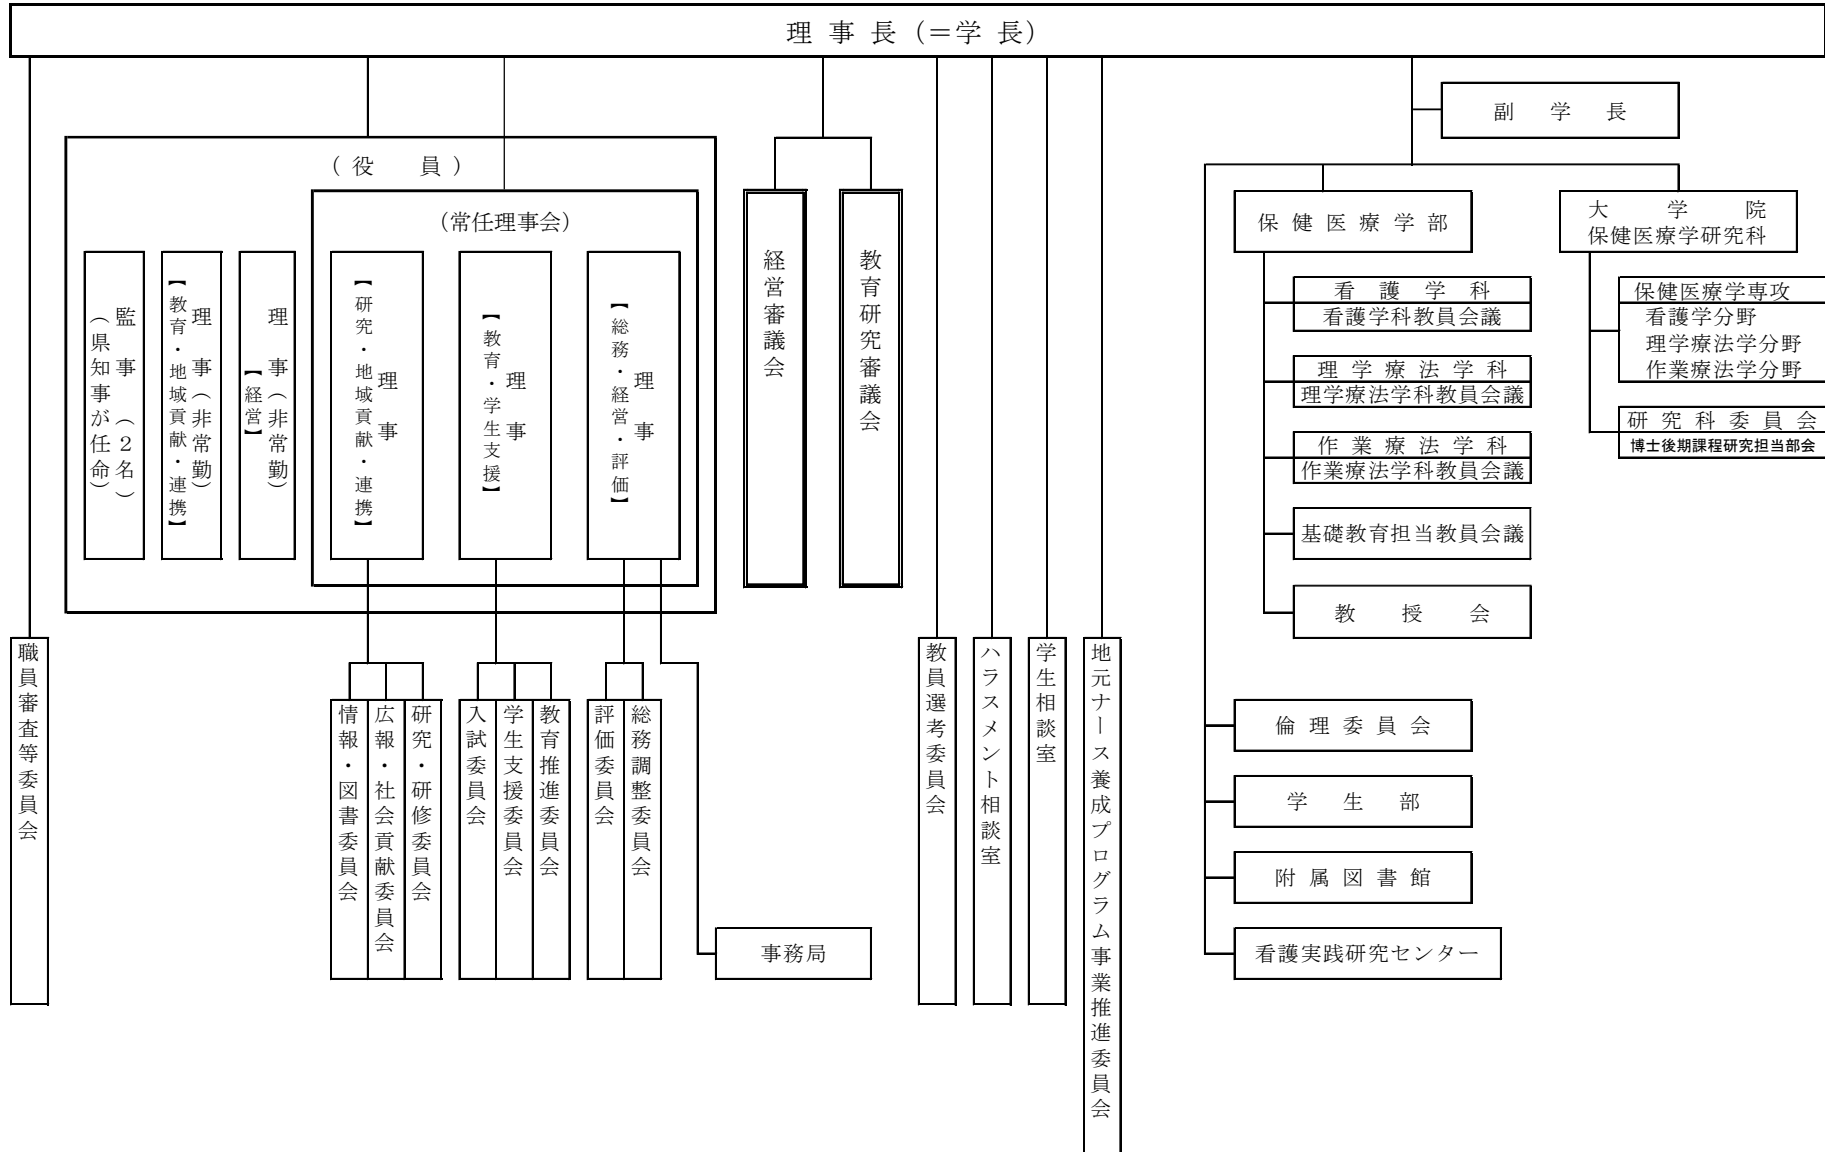 理事長（＝学長）
副学長
（役員）
（常任理事会）
監事（２名）
（県知事が任命）
理事（非常勤）
【教育・地域貢献・連携】
理事（非常勤）
【経営】
理事
【研究・地域貢献・連携】
理事
【教育・学生支援】
理事
【総務・経営・評価】
経営審議会
教育研究審議会
保健医療学部
看護学科
看護学科教員会議
理学療法学科
理学療法学科教員会議
作業療法学科
作業療法学科教員会議
基礎教育担当教員会議
教授会
大学院
保健医療学研究科
保健医療学専攻
看護学分野
理学療法学分野
作業療法学分野
研究科委員会
博士後期課程研究担当部会
職員審査等委員会
情報・図書委員会
広報・社会貢献委員会
研究・研修委員会
入試委員会
学生支援委員会
教育推進委員会
評価委員会
総務調整委員会
事務局
教員選考委員会
ハラスメント相談室
学生相談室
地元ナース養成プログラム事業推進委員会
倫理委員会
学生部
附属図書館
看護実践研究センター